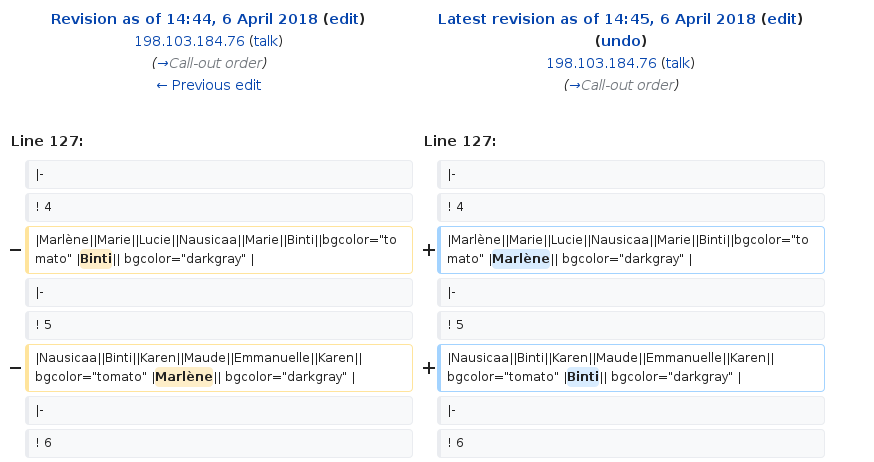 Revision as of 14:44, 6 April 2018 (edit)
198.103.184.76 (talk)
(→Call-out order)
← Previous edit
Latest revision as of 14:45, 6 April 2018 (edit)
(undo)
198.103.184.76 (talk)
(→Call-out order)
Line 127:
|-
! 4
− |Marlène||Marie||Lucie||Nausicaa||Marie||Binti||bgcolor="to
mato" |Binti|| bgcolor="darkgray" |
|-
! 5
− |Nausicaa||Binti||Karen||Maude||Emmanuelle||Karen||
bgcolor="tomato" |Marlène|| bgcolor="darkgray" |
|-
! 6
Line 127:
|-
! 4
+ |Marlène||Marie||Lucie||Nausicaa||Marie||Binti||bgcolor="to
mato" |Marlène|| bgcolor="darkgray" |
|-
! 5
+ |Nausicaa||Binti||Karen||Maude||Emmanuelle||Karen||
bgcolor="tomato" |Binti|| bgcolor="darkgray" |
|-
! 6